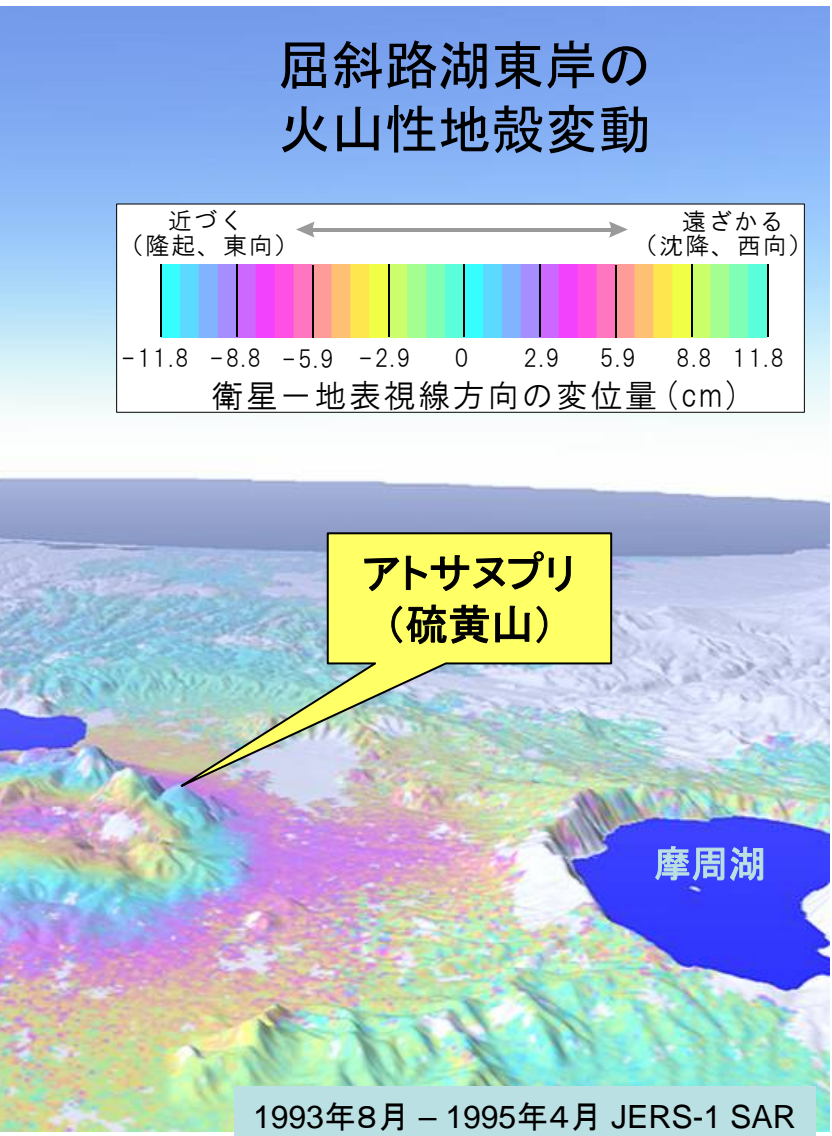 屈斜路湖東岸の
火山性地殻変動
近づく
(隆起、東向)
遠ざかる
(沈降、西向)
-11.8 -8.8 -5.9 -2.9 0 2.9 5.9 8.8 11.8
衛星－地表視線方向の変位量(cm)
アトサヌプリ
(硫黄山)
摩周湖
1993年8月 – 1995年4月 JERS-1 SAR